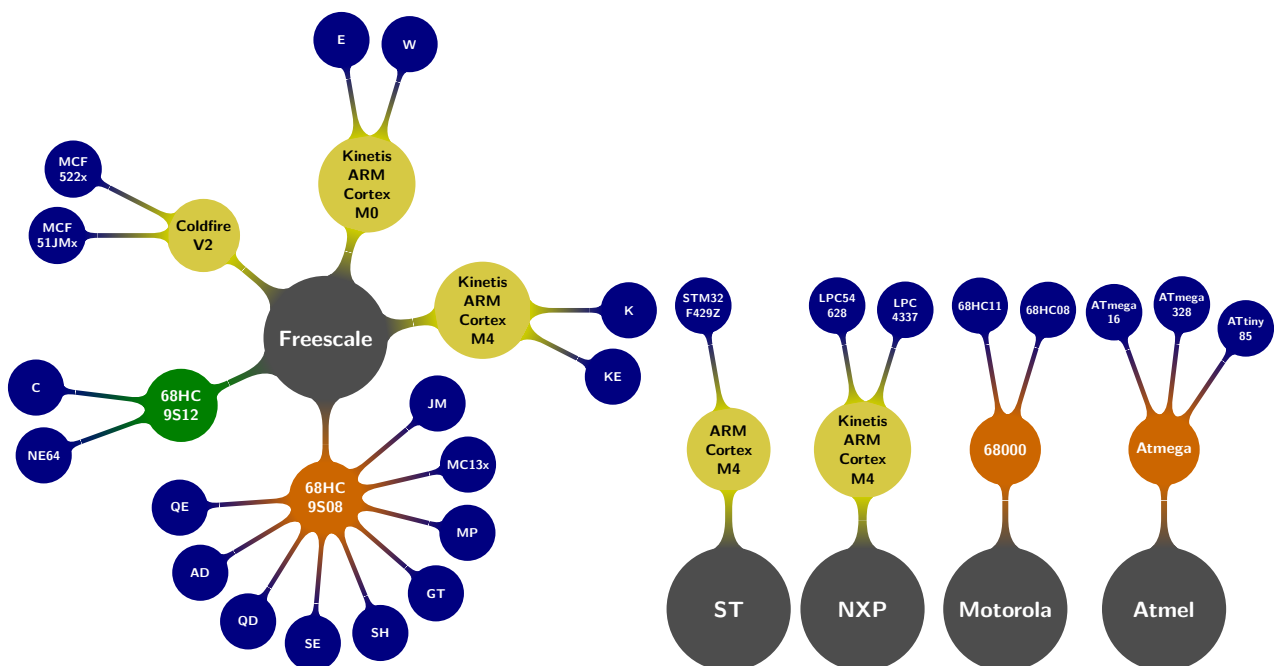 E
W
Kinetis
ARM
Cortex
M0
MCF
522x
MCF
51JMx
Coldfire
V2
Kinetis
ARM
Cortex
M4
K
KE
Freescale
C
NE64
68HC
9S12
68HC
9S08
JM
MC13x
MP
GT
SH
SE
QD
AD
QE
STM32
F429Z
ARM
Cortex
M4
ST
LPC54
628
LPC
4337
Kinetis
ARM
Cortex
M4
NXP
68HC11
68HC08
68000
Motorola
ATmega
16
ATmega
328
ATtiny
85
Atmega
Atmel